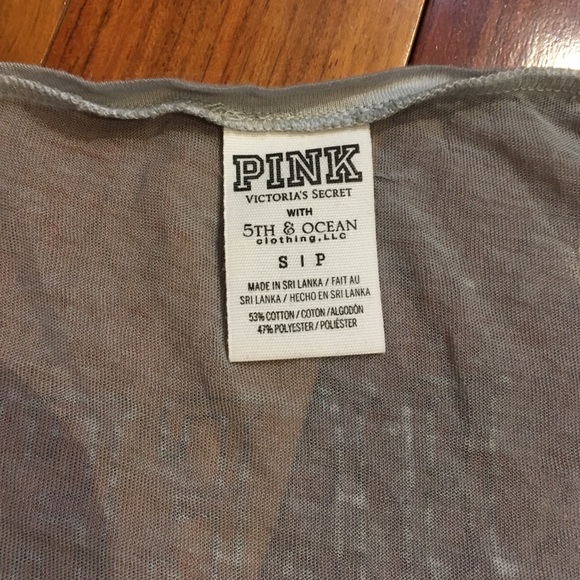 PINK
VICTORIA'S SECRET
WITH
5TH & OCEAN
clothing, LLC
S | P
MADE IN SRI LANKA / FAIT AU
SRI LANKA / HECHO EN SRI LANKA
53% COTTON / COTON / ALGODÓN
47% POLYESTER / POLIÉSTER